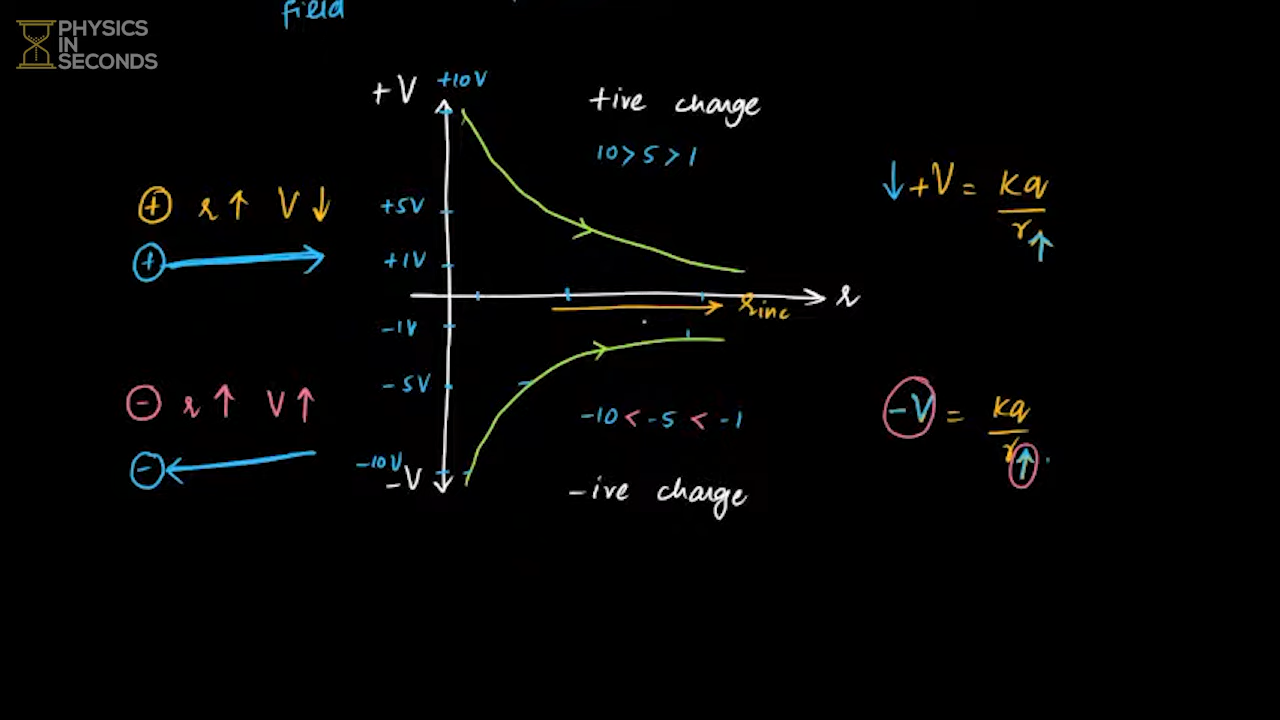 PHYSICS
IN
SECONDS
field
+V
+10V
+ive charge
10 > 5 > 1
↓ +V = kq/r ↑
⊕ r ↑ V ↓
+5V
⊕
+1V
r
r inc
-1V
⊖ r ↑ V ↑
-5V
-10 < -5 < -1
-V = kq/r ↑
⊖
-10V
-V
-ive charge